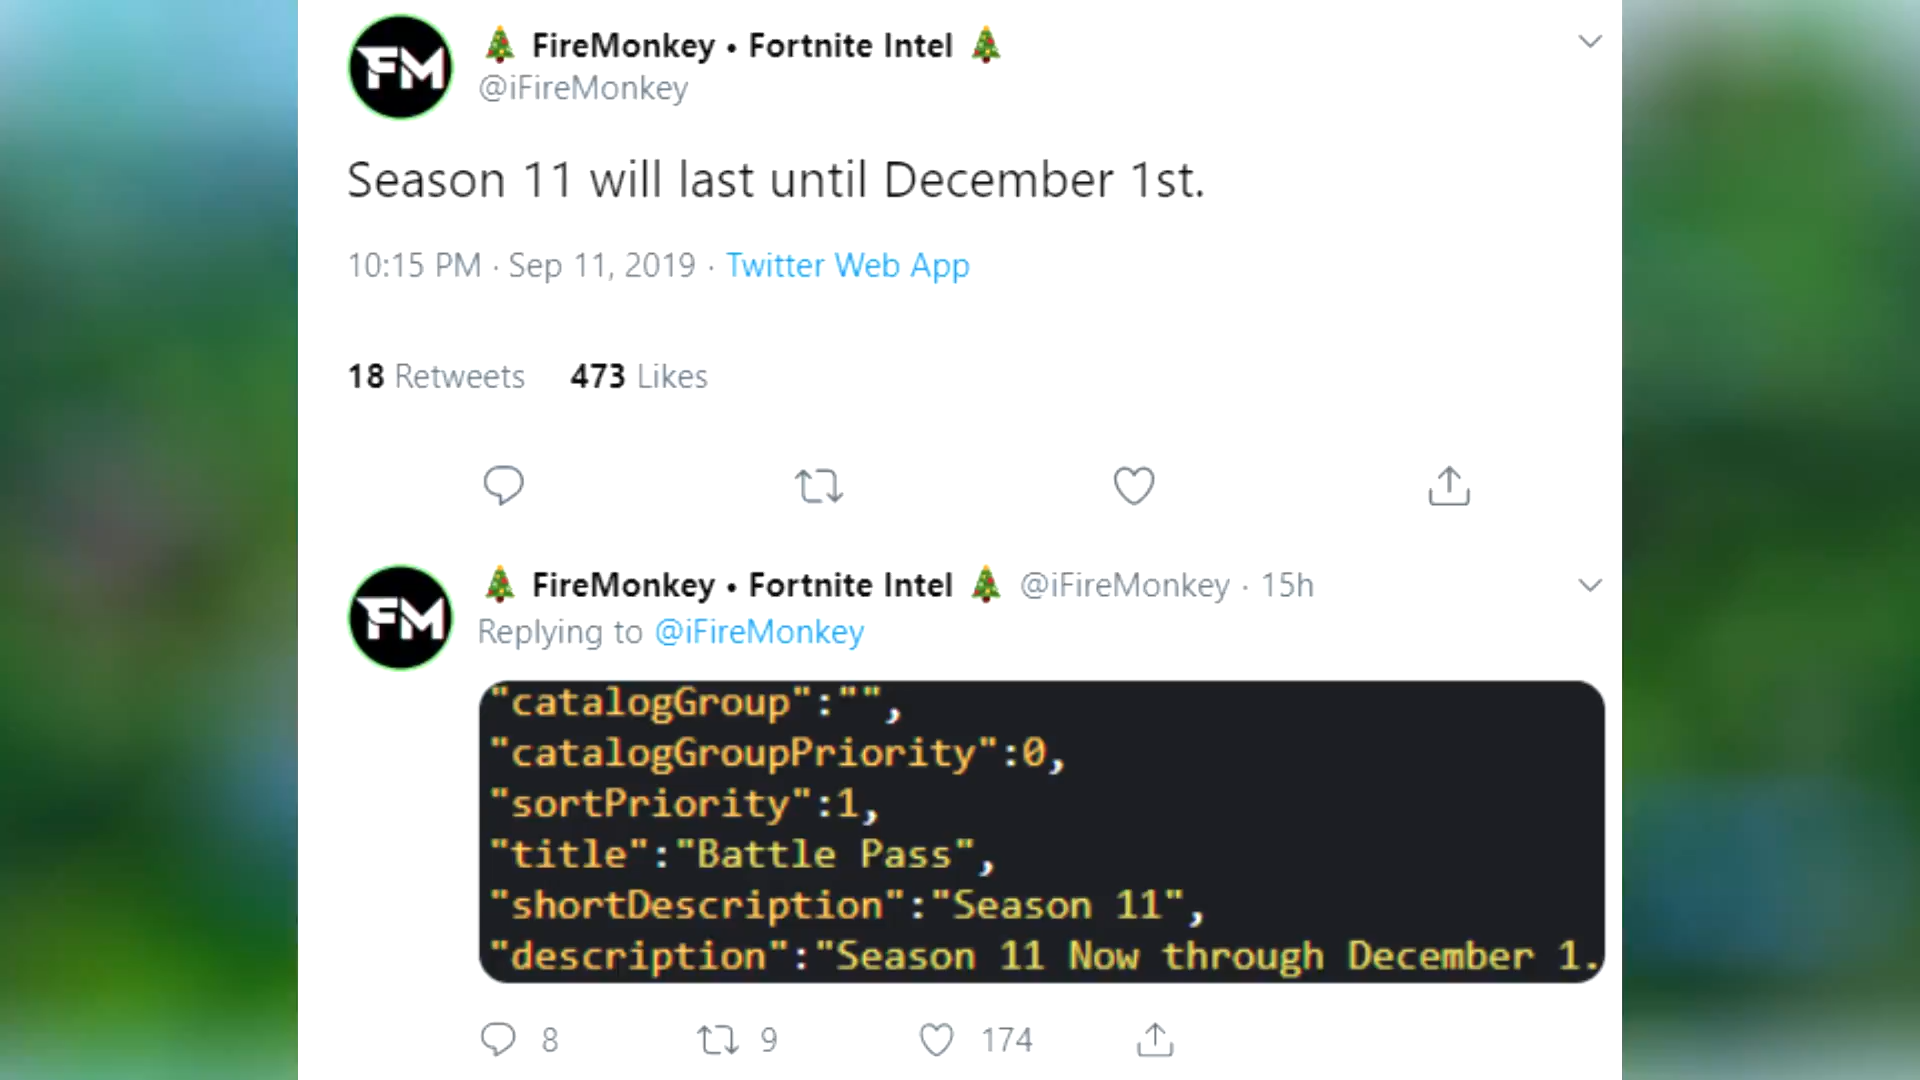 FM
🎄 FireMonkey • Fortnite Intel 🎄
@iFireMonkey
Season 11 will last until December 1st.
10:15 PM · Sep 11, 2019 · Twitter Web App
18 Retweets 473 Likes
FM
🎄 FireMonkey • Fortnite Intel 🎄 @iFireMonkey · 15h
Replying to @iFireMonkey
"catalogGroup":"",
"catalogGroupPriority":0,
"sortPriority":1,
"title":"Battle Pass",
"shortDescription":"Season 11",
"description":"Season 11 Now through December 1.
8 9 174